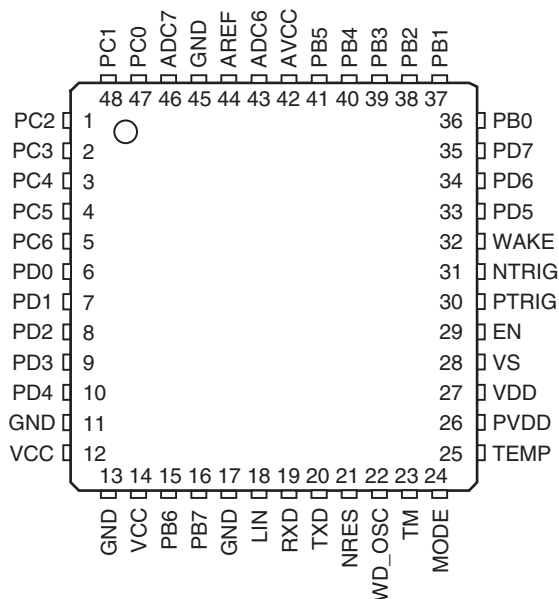 PC1 PC0 ADC7 GND AREF ADC6 AVCC PB5 PB4 PB3 PB2 PB1
48 47 46 45 44 43 42 41 40 39 38 37
PC2 1 36 PB0
PC3 2 35 PD7
PC4 3 34 PD6
PC5 4 33 PD5
PC6 5 32 WAKE
PD0 6 31 NTRIG
PD1 7 30 PTRIG
PD2 8 29 EN
PD3 9 28 VS
PD4 10 27 VDD
GND 11 26 PVDD
VCC 12 25 TEMP
13 14 15 16 17 18 19 20 21 22 23 24
GND VCC PB6 PB7 GND LIN RXD TXD NRES WD_OSC TM MODE